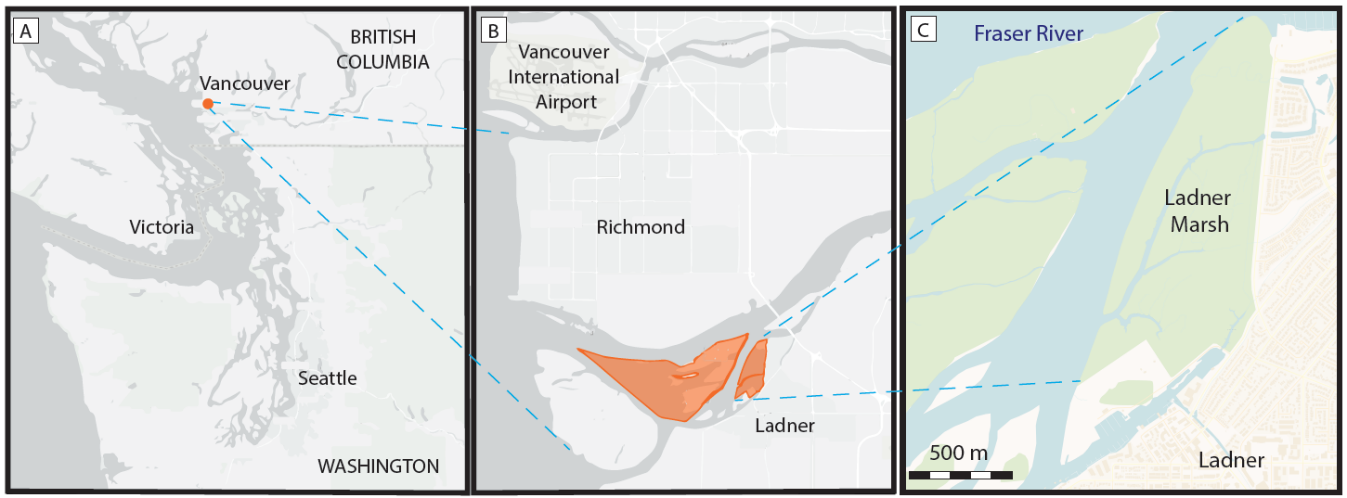 A
BRITISH
COLUMBIA
Vancouver
Victoria
Seattle
WASHINGTON
B
Vancouver
International
Airport
Richmond
Ladner
C
Fraser River
Ladner
Marsh
500 m
Ladner